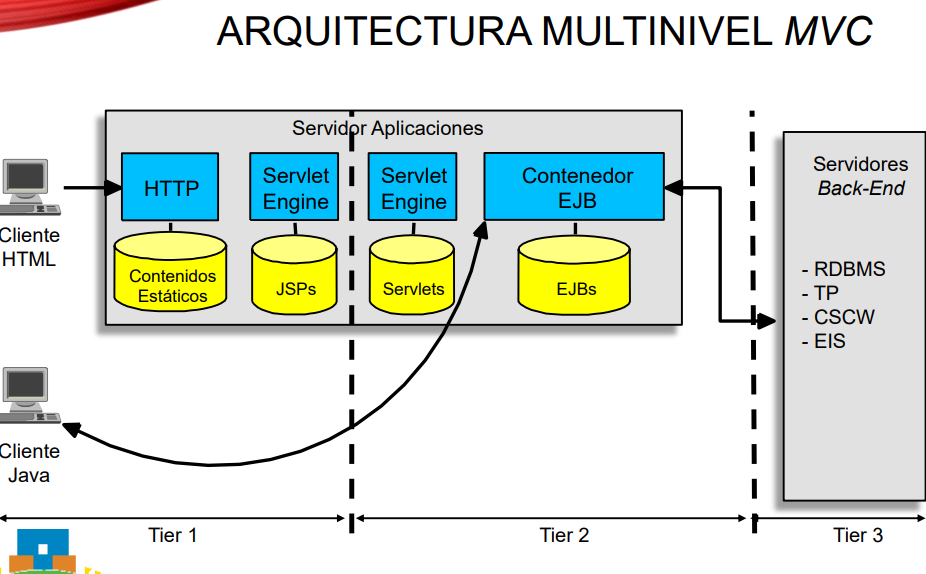 ARQUITECTURA MULTINIVEL MVC
Servidor Aplicaciones
HTTP
Servlet
Engine
Servlet
Engine
Contenedor
EJB
Contenidos
Estáticos
JSPs
Servlets
EJBs
Cliente
HTML
Cliente
Java
Servidores
Back-End
- RDBMS
- TP
- CSCW
- EIS
Tier 1
Tier 2
Tier 3